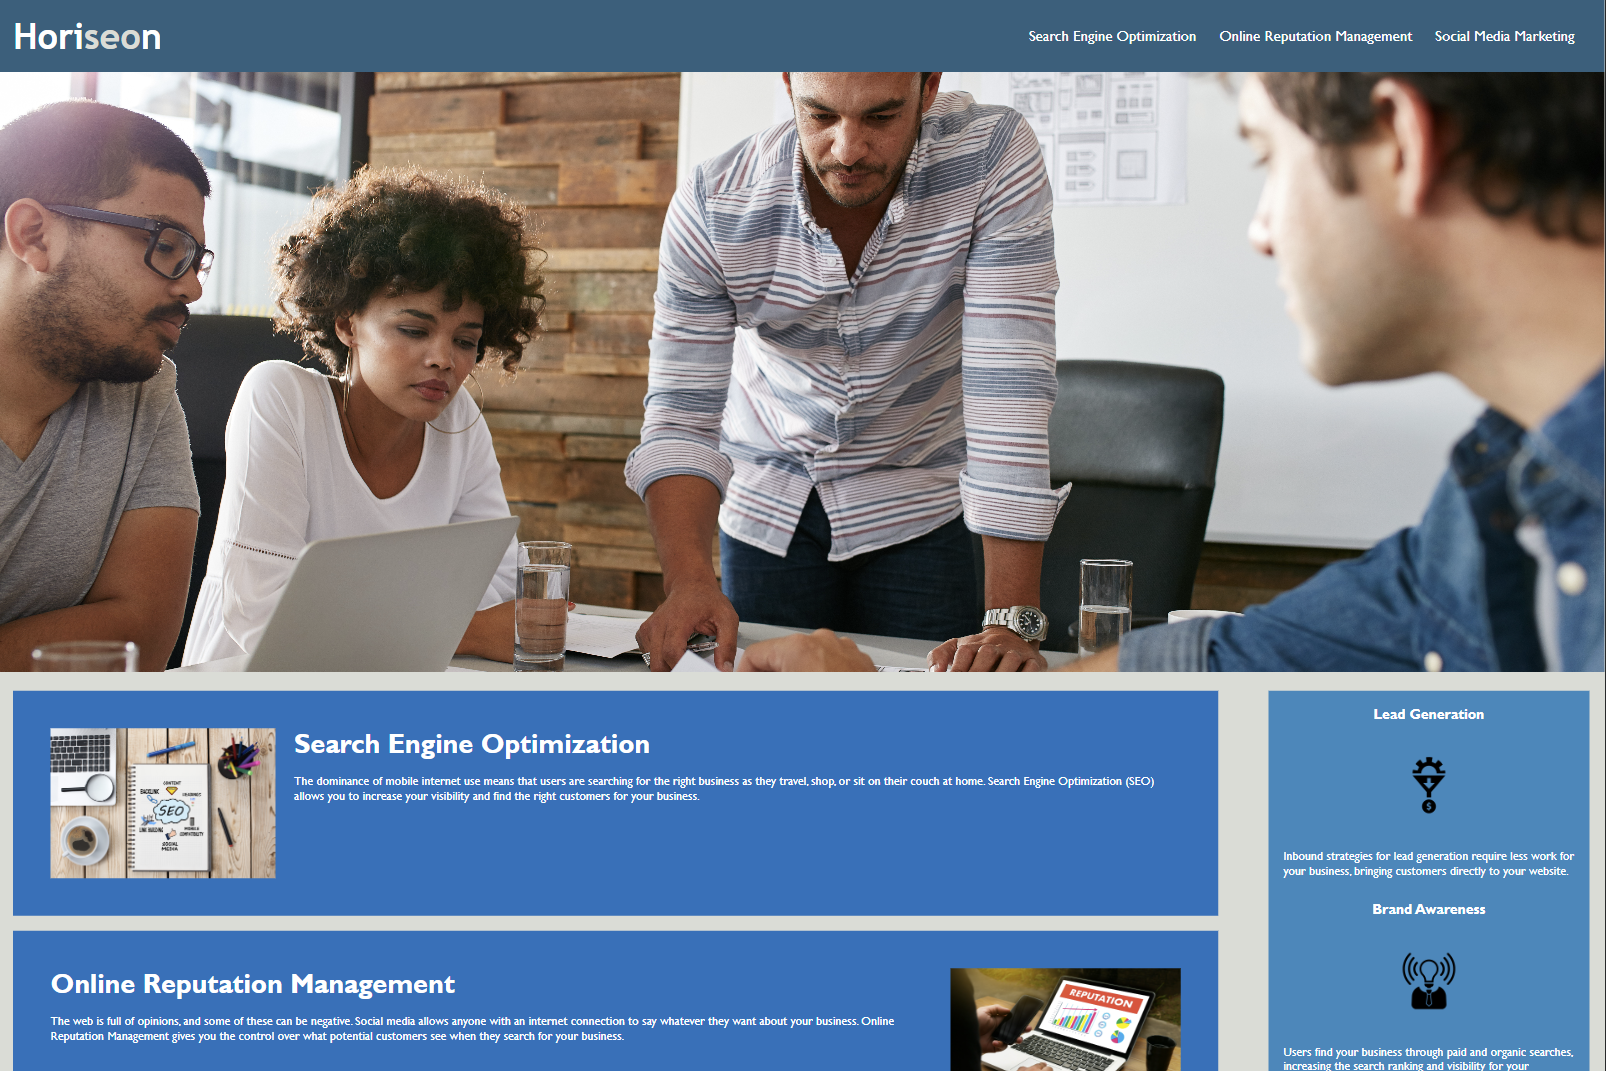 Horiseon
Search Engine Optimization
Online Reputation Management
Social Media Marketing
Search Engine Optimization
The dominance of mobile internet use means that users are searching for the right business as they travel, shop, or sit on their couch at home. Search Engine Optimization (SEO)
allows you to increase your visibility and find the right customers for your business.
CONTENT
BACKLINK
SEO
LINK BUILDING
MOBILE
COMPATIBILITY
SOCIAL
MEDIA
Online Reputation Management
The web is full of opinions, and some of these can be negative. Social media allows anyone with an internet connection to say whatever they want about your business. Online
Reputation Management gives you the control over what potential customers see when they search for your business.
REPUTATION
Lead Generation
$
Inbound strategies for lead generation require less work for
your business, bringing customers directly to your website.
Brand Awareness
Users find your business through paid and organic searches,
increasing the search ranking and visibility for your